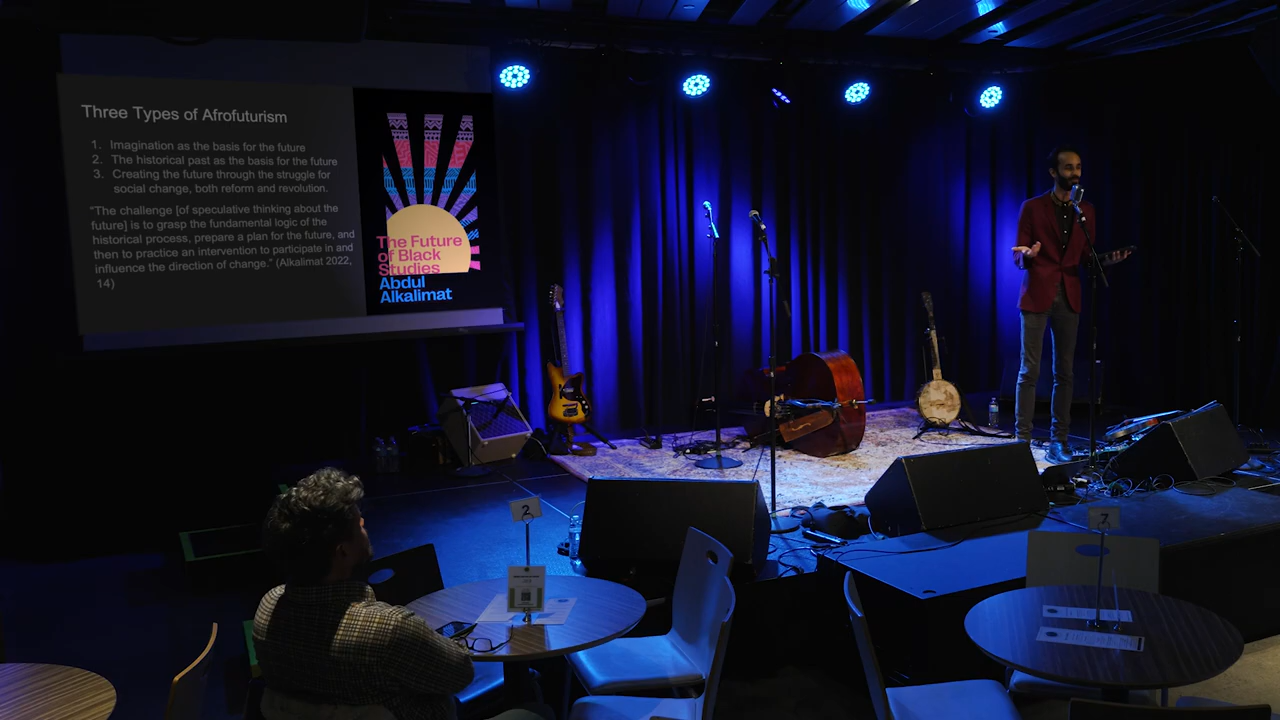 Three Types of Afrofuturism
1. Imagination as the basis for the future
2. The historical past as the basis for the future
3. Creating the future through the struggle for
social change, both reform and revolution.
"The challenge [of speculative thinking about the
future] is to grasp the fundamental logic of the
historical process, prepare a plan for the future, and
then to practice an intervention to participate in and
influence the direction of change." (Alkalimat 2022,
14)
The Future
of Black
Studies
Abdul
Alkalimat
2
7